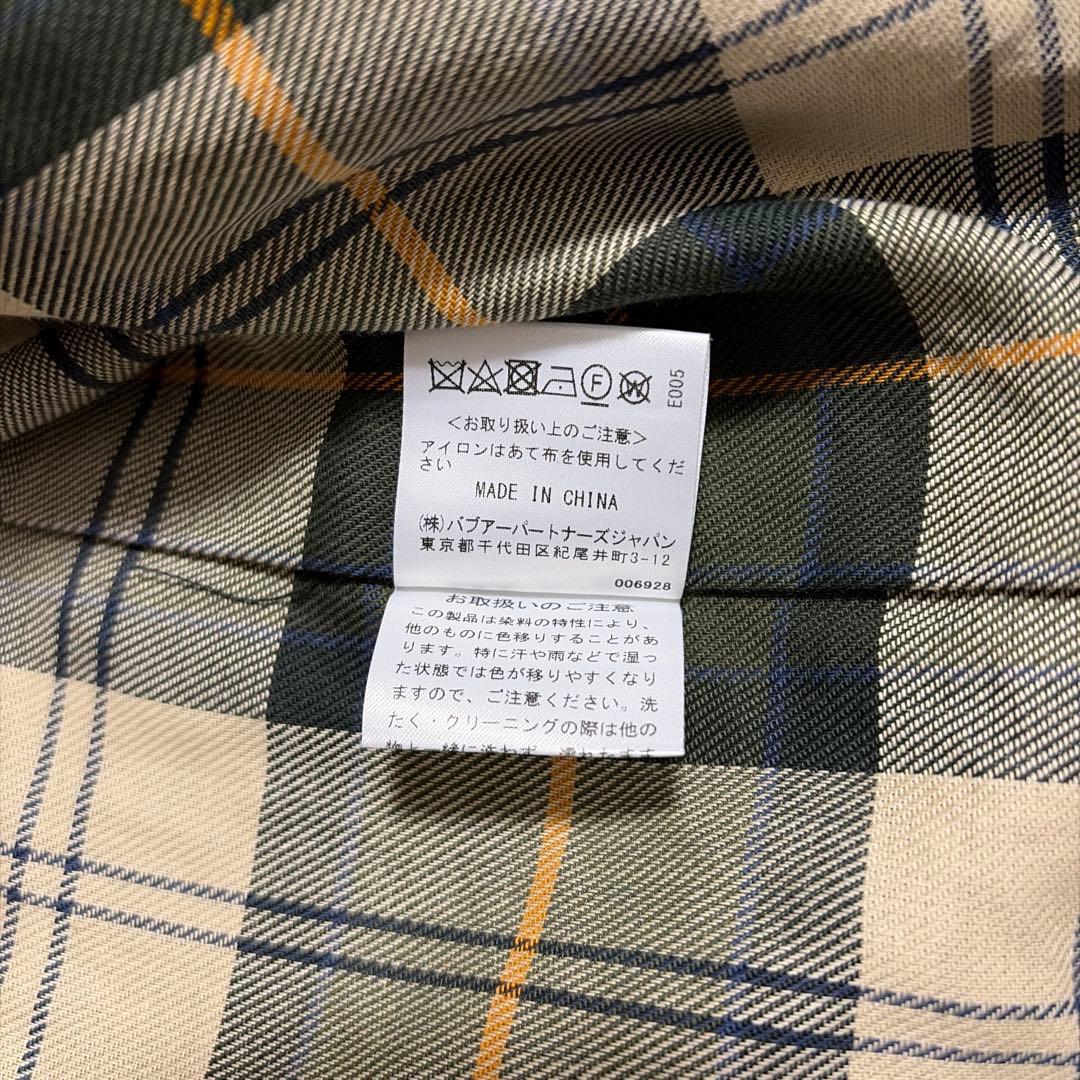 F W
E005
＜お取り扱い上のご注意＞
アイロンはあて布を使用してくだ
さい
MADE IN CHINA
(株)バブアーパートナーズジャパン
東京都千代田区紀尾井町3-12
006928
お取扱いのご注意
この製品は染料の特性により、
他のものに色移りすることがあ
ります。特に汗や雨などで湿っ
た状態では色が移りやすくなり
ますので、ご注意ください。洗
たく・クリーニングの際は他の